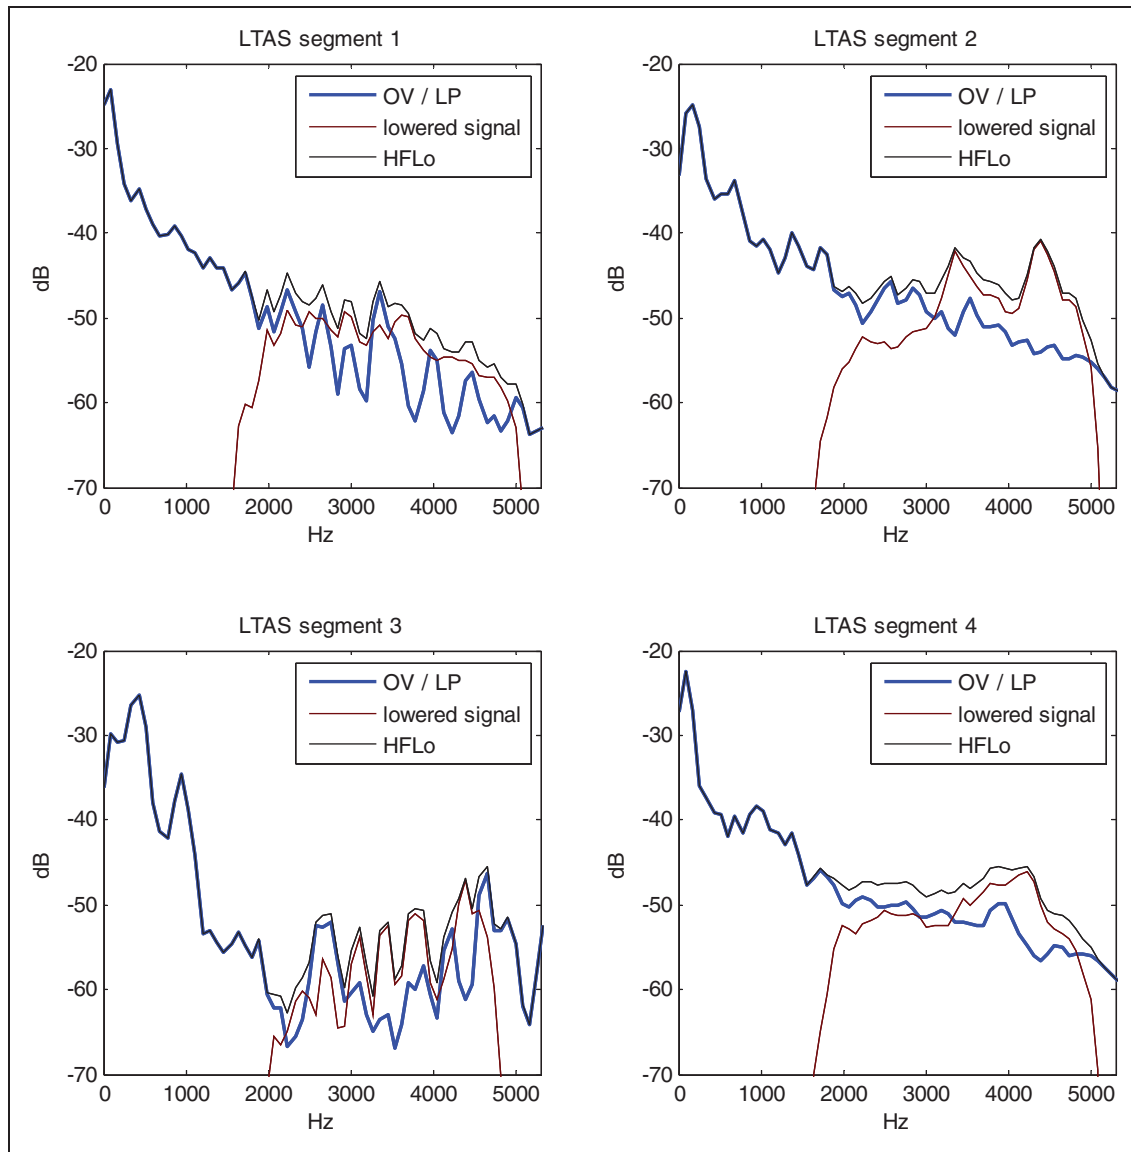 LTAS segment 1
-20
-30
-40
-50
-60
-70
dB
OV / LP
lowered signal
HFLo
0 1000 2000 3000 4000 5000
Hz
LTAS segment 2
-20
-30
-40
-50
-60
-70
dB
OV / LP
lowered signal
HFLo
0 1000 2000 3000 4000 5000
Hz
LTAS segment 3
-20
-30
-40
-50
-60
-70
dB
OV / LP
lowered signal
HFLo
0 1000 2000 3000 4000 5000
Hz
LTAS segment 4
-20
-30
-40
-50
-60
-70
dB
OV / LP
lowered signal
HFLo
0 1000 2000 3000 4000 5000
Hz